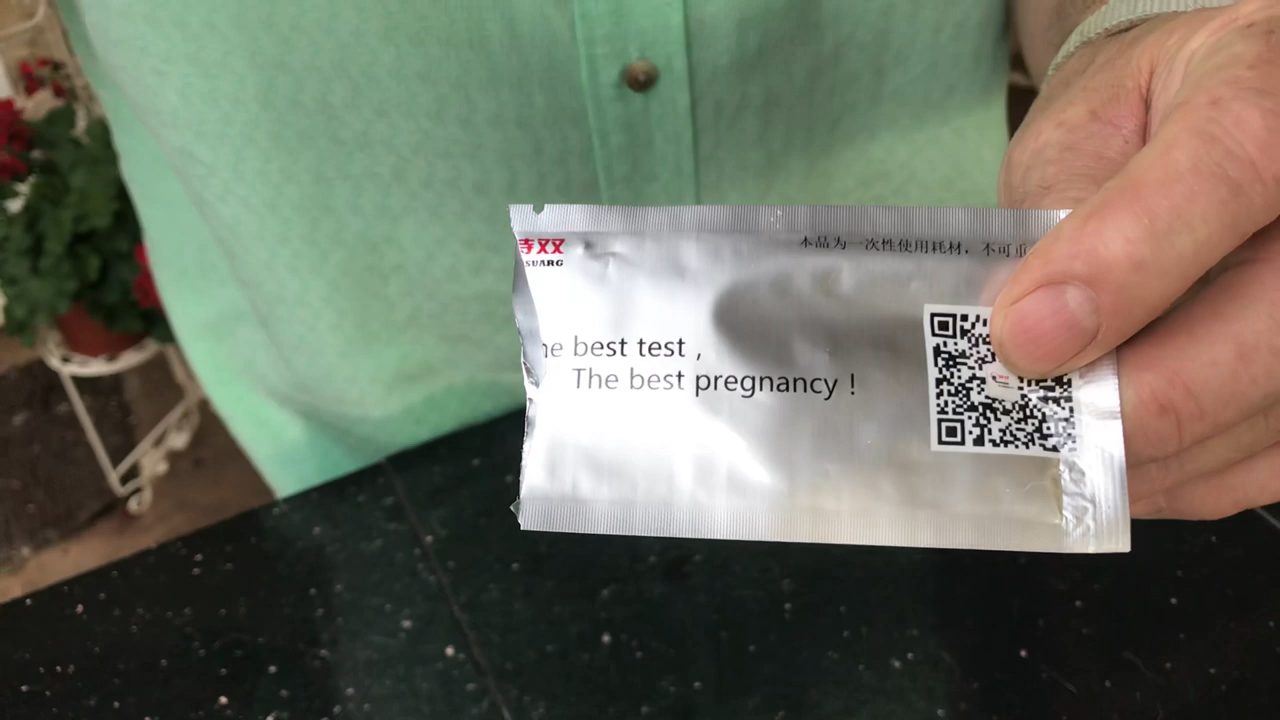 诗双
SUARG
本品为一次性使用耗材，不可重
he best test ,
The best pregnancy !